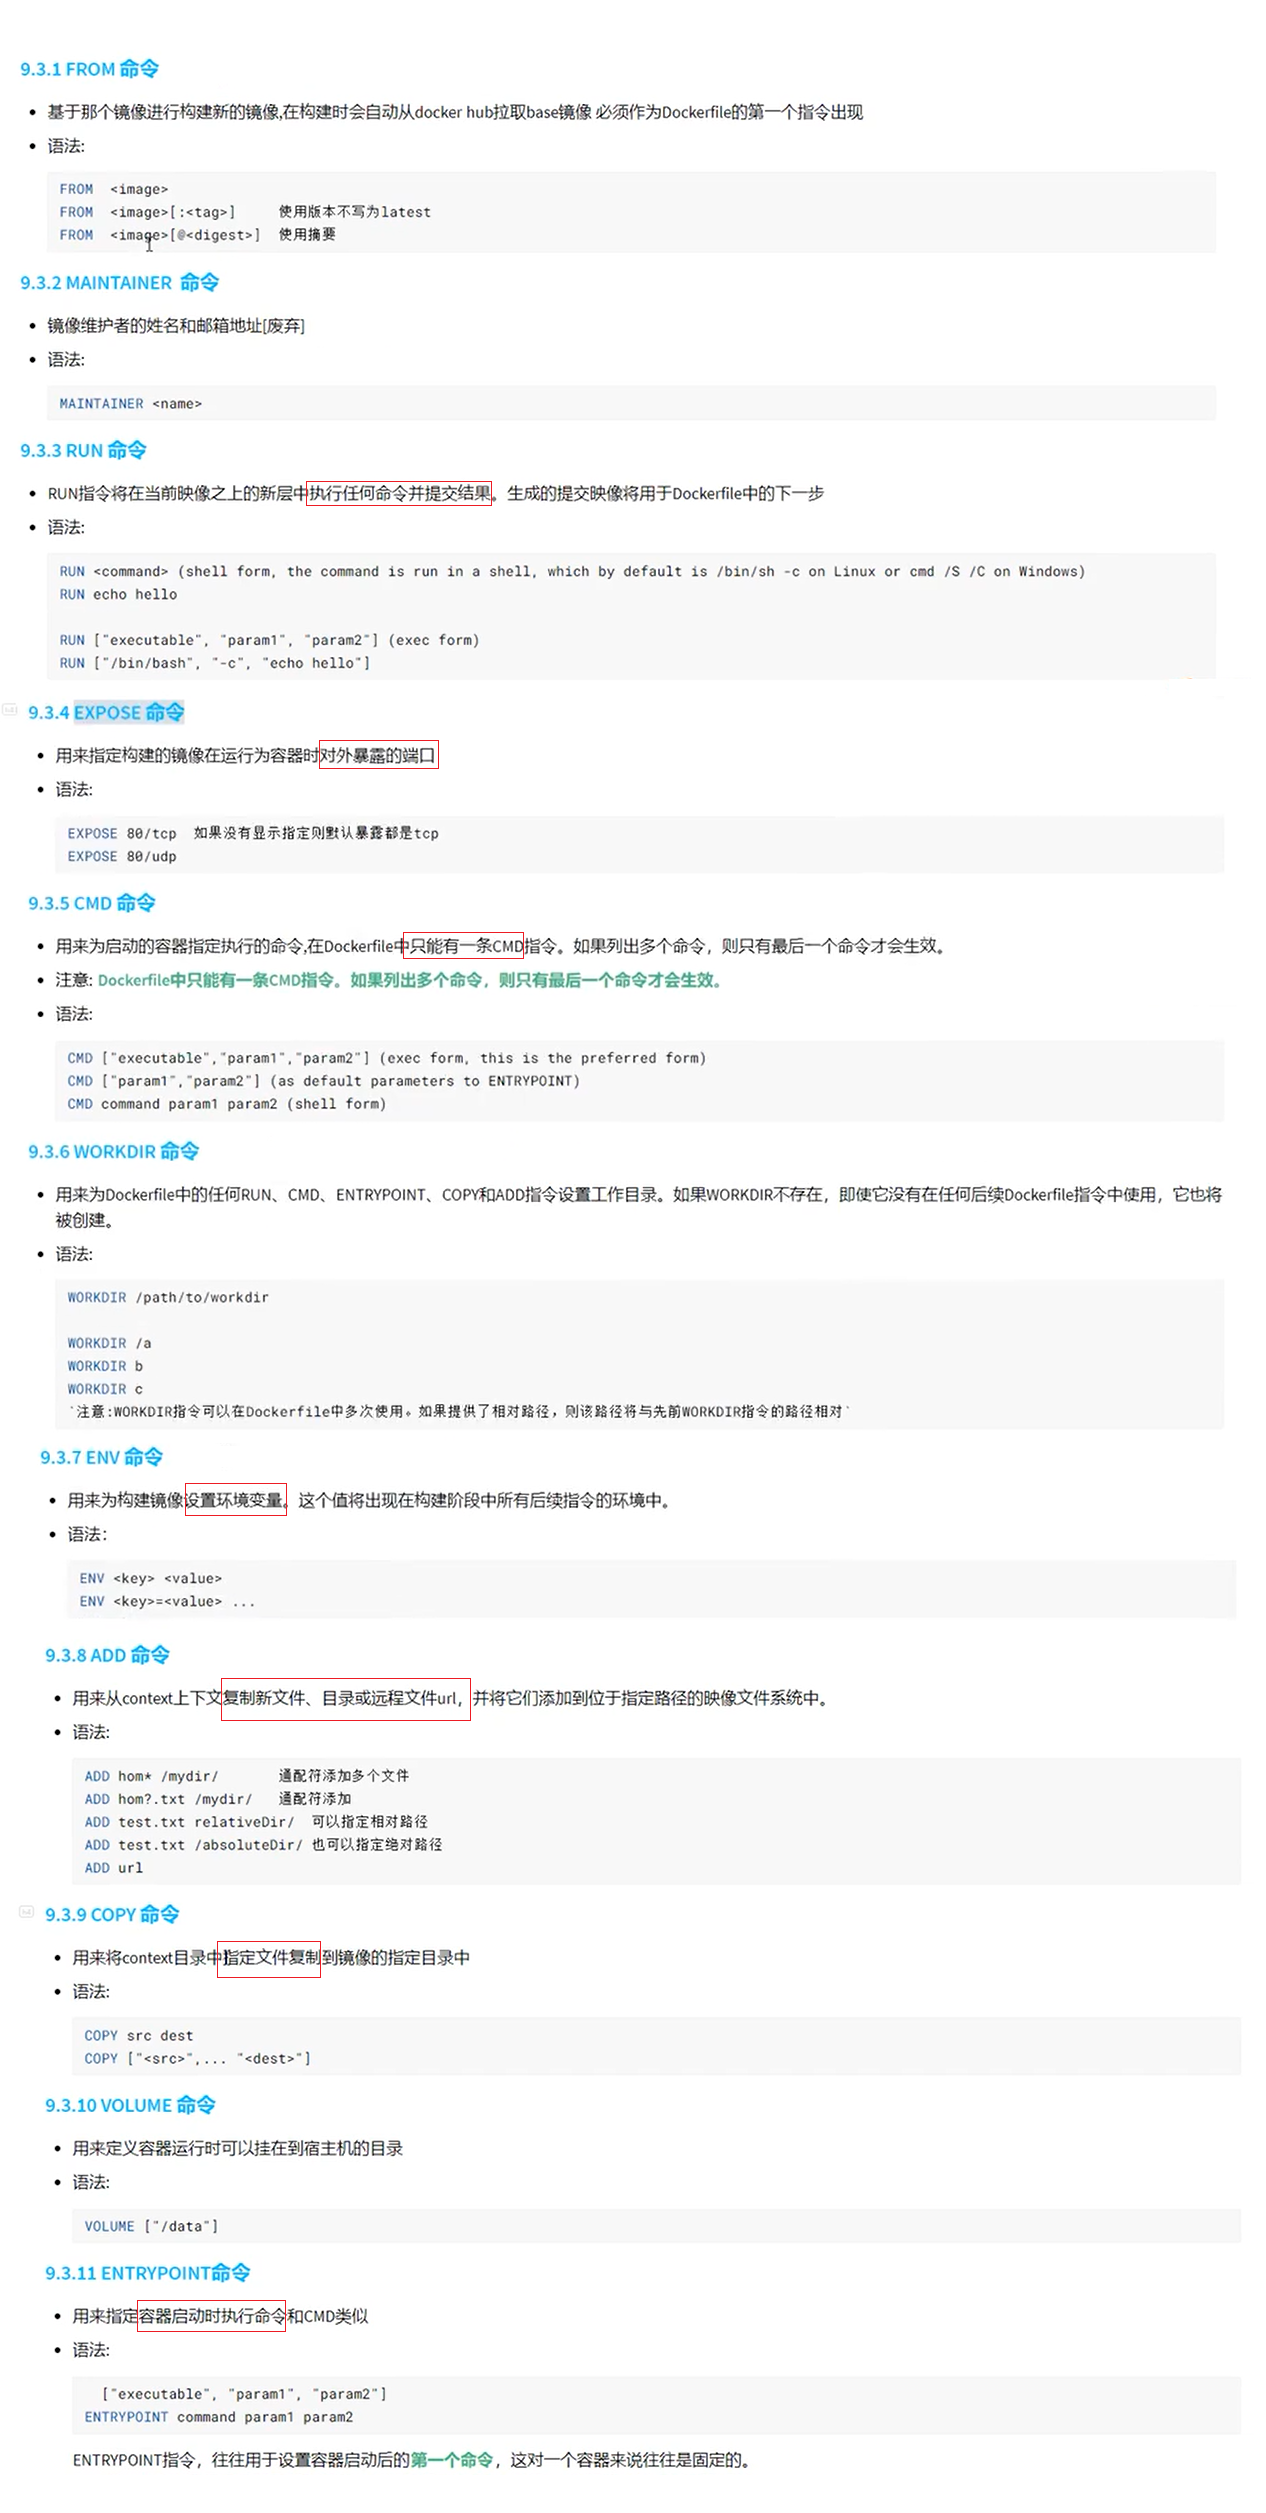 9.3.1 FROM 命令
基于那个镜像进行构建新的镜像,在构建时会自动从docker hub拉取base镜像 必须作为Dockerfile的第一个指令出现
语法:
FROM <image>
FROM <image>[:<tag>] 使用版本不写为latest
FROM <image>[@<digest>] 使用摘要
9.3.2 MAINTAINER 命令
镜像维护者的姓名和邮箱地址[废弃]
语法:
MAINTAINER <name>
9.3.3 RUN 命令
RUN指令将在当前映像之上的新层中执行任何命令并提交结果。生成的提交映像将用于Dockerfile中的下一步
语法:
RUN <command> (shell form, the command is run in a shell, which by default is /bin/sh -c on Linux or cmd /S /C on Windows)
RUN echo hello
RUN ["executable", "param1", "param2"] (exec form)
RUN ["/bin/bash", "-c", "echo hello"]
9.3.4 EXPOSE 命令
用来指定构建的镜像在运行为容器时对外暴露的端口
语法:
EXPOSE 80/tcp 如果没有显示指定则默认暴露都是tcp
EXPOSE 80/udp
9.3.5 CMD 命令
用来为启动的容器指定执行的命令,在Dockerfile中只能有一条CMD指令。如果列出多个命令，则只有最后一个命令才会生效。
注意: Dockerfile中只能有一条CMD指令。如果列出多个命令，则只有最后一个命令才会生效。
语法:
CMD ["executable","param1","param2"] (exec form, this is the preferred form)
CMD ["param1","param2"] (as default parameters to ENTRYPOINT)
CMD command param1 param2 (shell form)
9.3.6 WORKDIR 命令
用来为Dockerfile中的任何RUN、CMD、ENTRYPOINT、COPY和ADD指令设置工作目录。如果WORKDIR不存在，即使它没有在任何后续Dockerfile指令中使用，它也将
被创建。
语法:
WORKDIR /path/to/workdir
WORKDIR /a
WORKDIR b
WORKDIR c
`注意:WORKDIR指令可以在Dockerfile中多次使用。如果提供了相对路径，则该路径将与先前WORKDIR指令的路径相对`
9.3.7 ENV 命令
用来为构建镜像设置环境变量。这个值将出现在构建阶段中所有后续指令的环境中。
语法：
ENV <key> <value>
ENV <key>=<value> ...
9.3.8 ADD 命令
用来从context上下文复制新文件、目录或远程文件url，并将它们添加到位于指定路径的映像文件系统中。
语法:
ADD hom* /mydir/ 通配符添加多个文件
ADD hom?.txt /mydir/ 通配符添加
ADD test.txt relativeDir/ 可以指定相对路径
ADD test.txt /absoluteDir/ 也可以指定绝对路径
ADD url
9.3.9 COPY 命令
用来将context目录中指定文件复制到镜像的指定目录中
语法:
COPY src dest
COPY ["<src>",... "<dest>"]
9.3.10 VOLUME 命令
用来定义容器运行时可以挂在到宿主机的目录
语法:
VOLUME ["/data"]
9.3.11 ENTRYPOINT命令
用来指定容器启动时执行命令和CMD类似
语法:
["executable", "param1", "param2"]
ENTRYPOINT command param1 param2
ENTRYPOINT指令，往往用于设置容器启动后的第一个命令，这对一个容器来说往往是固定的。